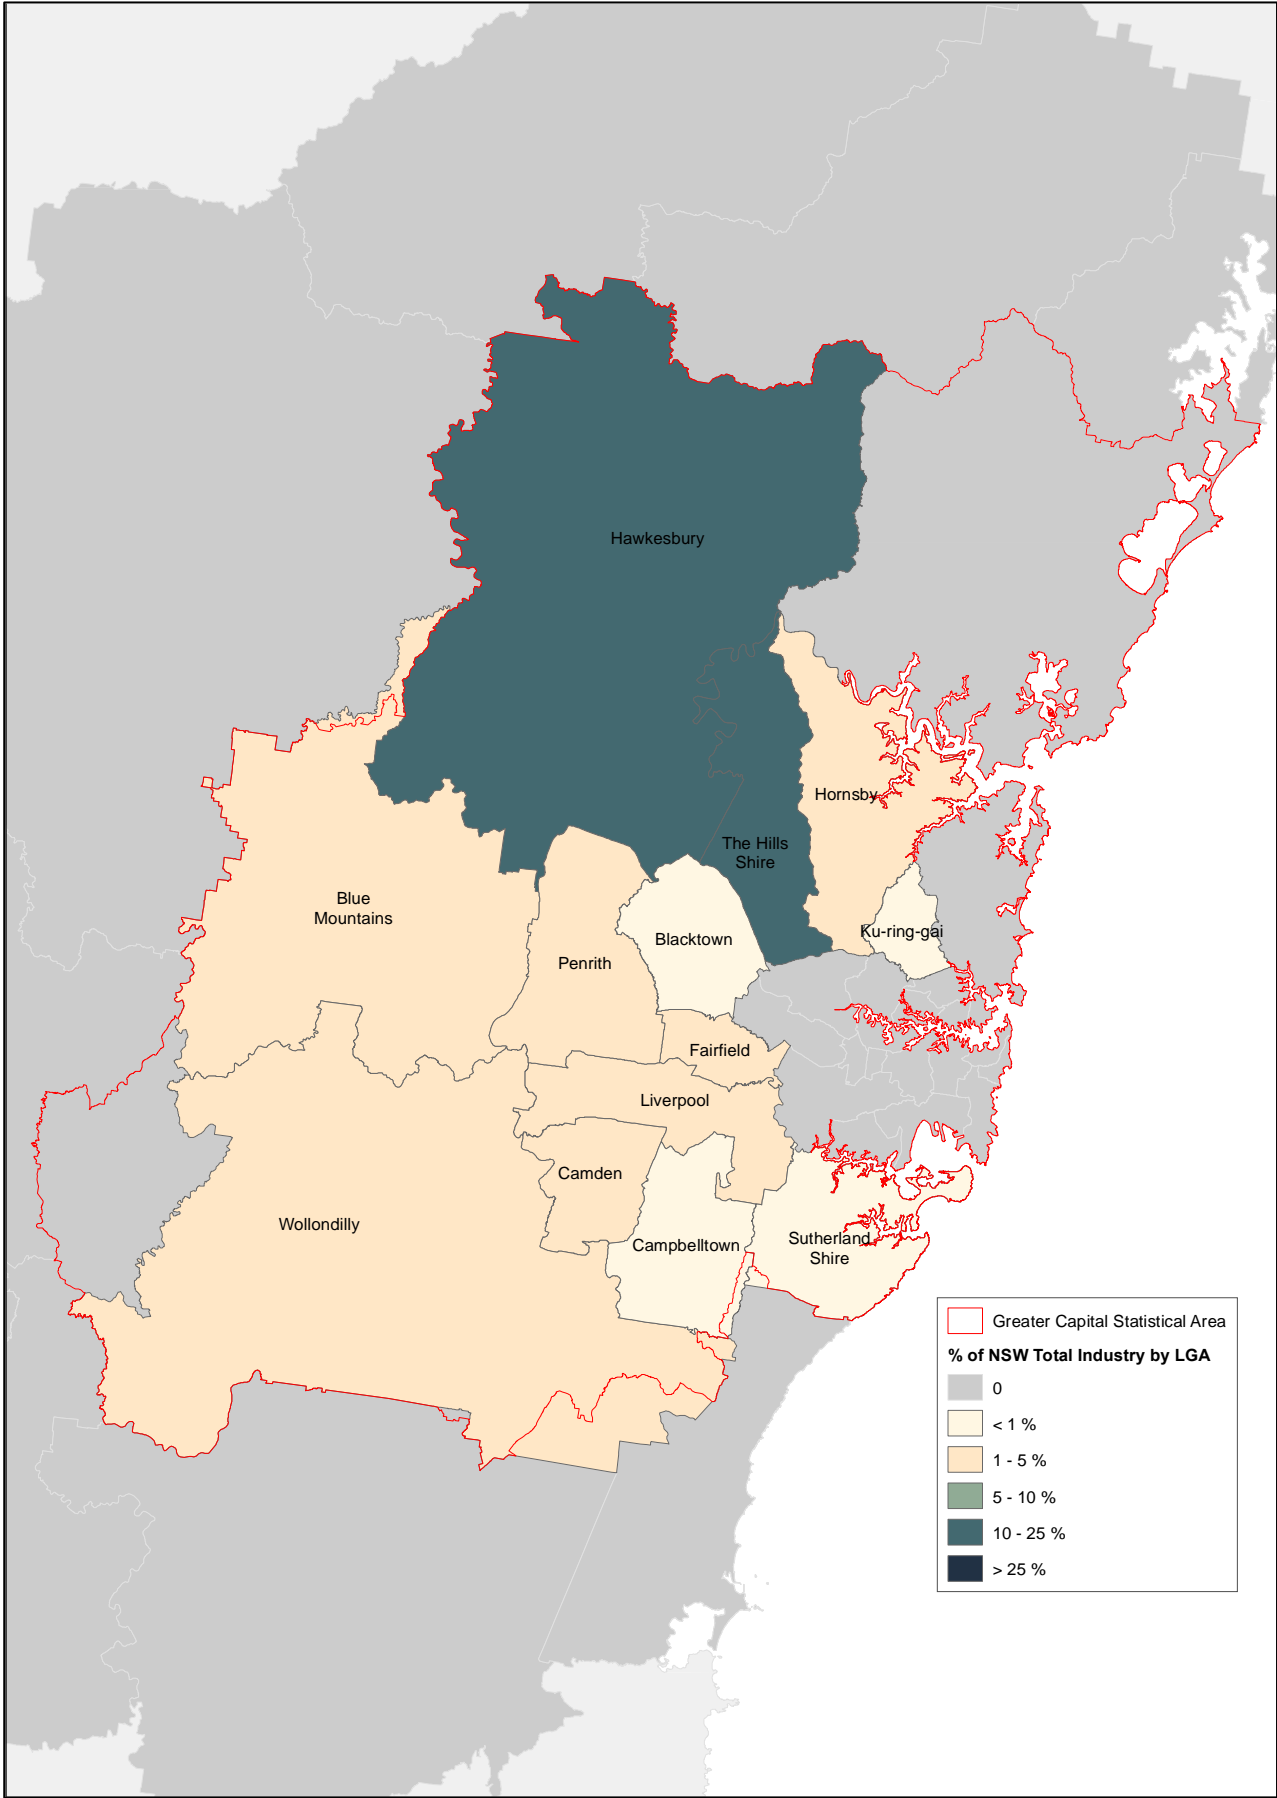 Hawkesbury
Hornsby
The Hills
Shire
Blue
Mountains
Ku-ring-gai
Blacktown
Penrith
Fairfield
Liverpool
Camden
Wollondilly
Campbelltown
Sutherland
Shire
Greater Capital Statistical Area
% of NSW Total Industry by LGA
0
< 1 %
1 - 5 %
5 - 10 %
10 - 25 %
> 25 %